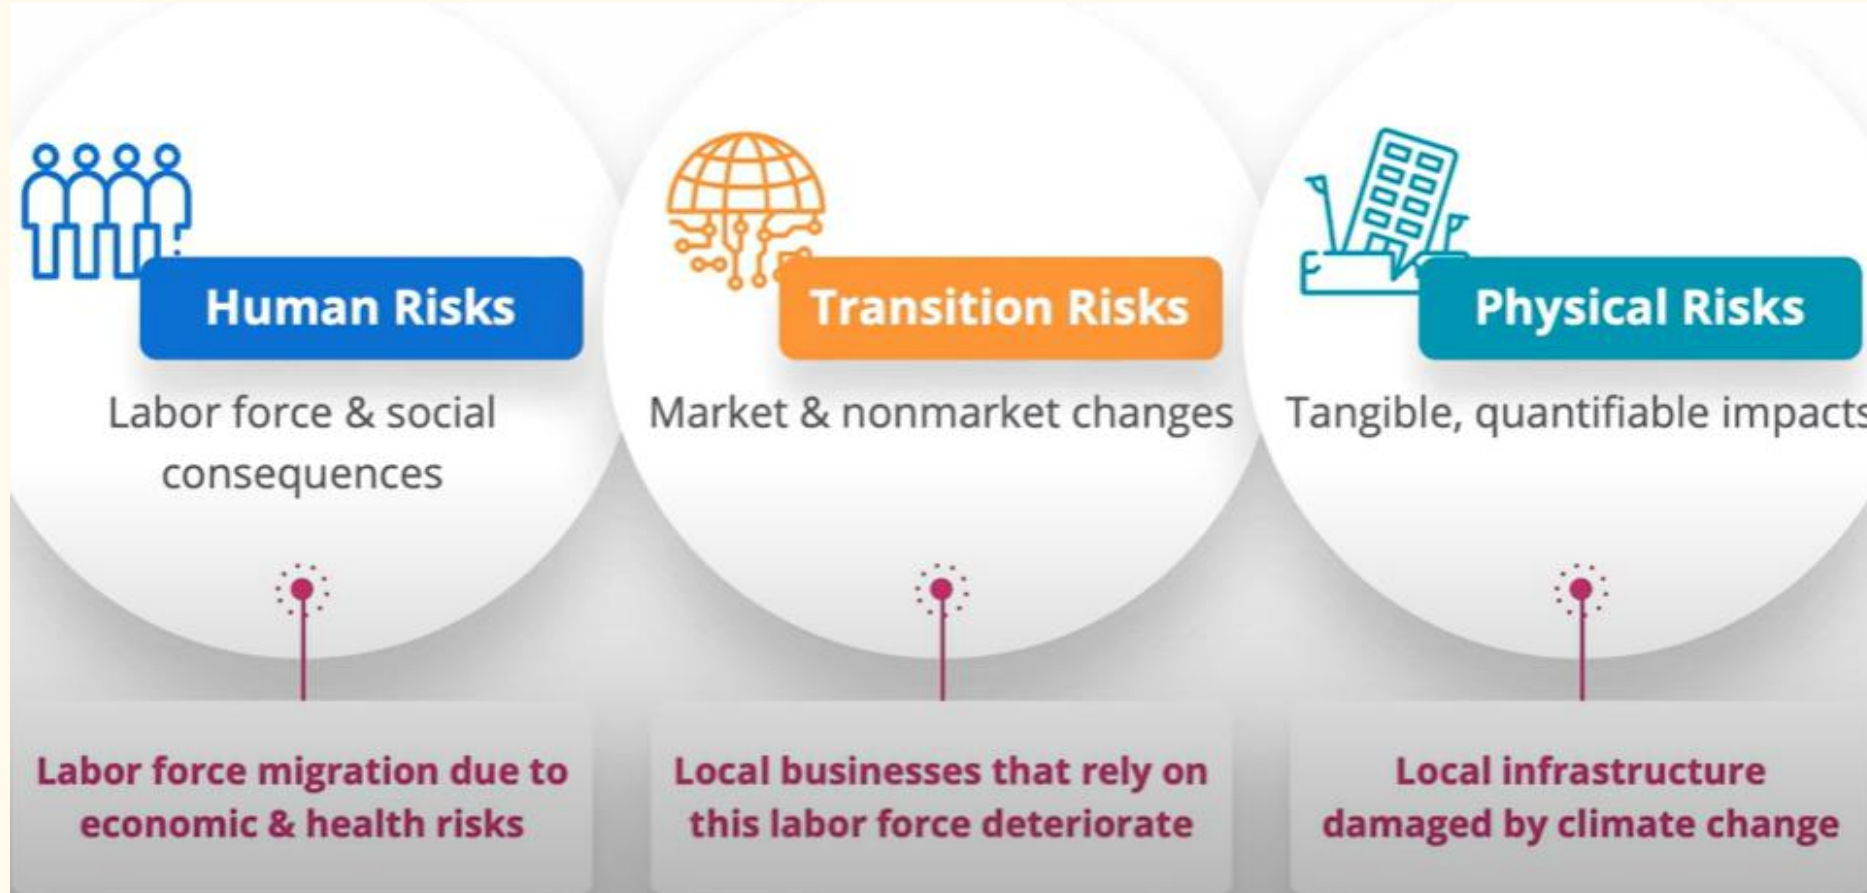 Human Risks
Labor force & social
consequences
Labor force migration due to
economic & health risks
Transition Risks
Market & nonmarket changes
Local businesses that rely on
this labor force deteriorate
Physical Risks
Tangible, quantifiable impacts
Local infrastructure
damaged by climate change